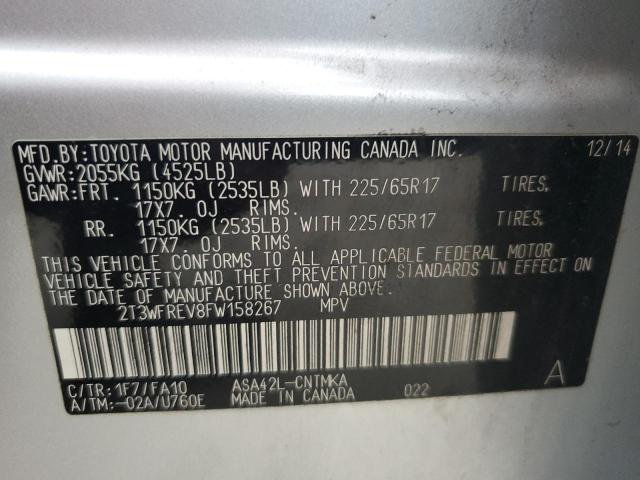 MFD.BY:TOYOTA MOTOR MANUFACTURING CANADA INC. 12/14
GVWR:2055KG (4525LB)
GAWR:FRT. 1150KG (2535LB) WITH 225/65R17 TIRES,
17X7.0J RIMS.
RR. 1150KG (2535LB) WITH 225/65R17 TIRES,
17X7.0J RIMS.
THIS VEHICLE CONFORMS TO ALL APPLICABLE FEDERAL MOTOR
VEHICLE SAFETY AND THEFT PREVENTION STANDARDS IN EFFECT ON
THE DATE OF MANUFACTURE SHOWN ABOVE.
2T3WFREV8FW158267 MPV
C/TR:1F7/FA10 ASA42L-CNTMKA 022 A
A/TM:-02A/U760E MADE IN CANADA